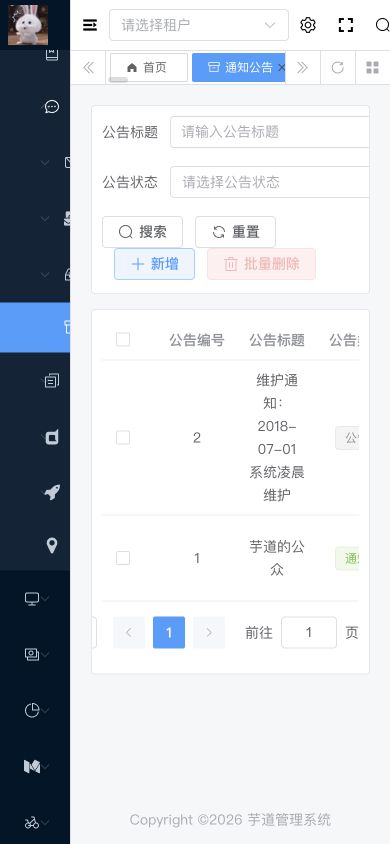 请选择租户
首页
通知公告
公告标题
请输入公告标题
公告状态
请选择公告状态
搜索
重置
新增
批量删除
公告编号
公告标题
公告
2
维护通
知：
2018-
07-01
系统凌晨
维护
公
1
芋道的公
众
通
1
前往
1
页
Copyright ©2026 芋道管理系统